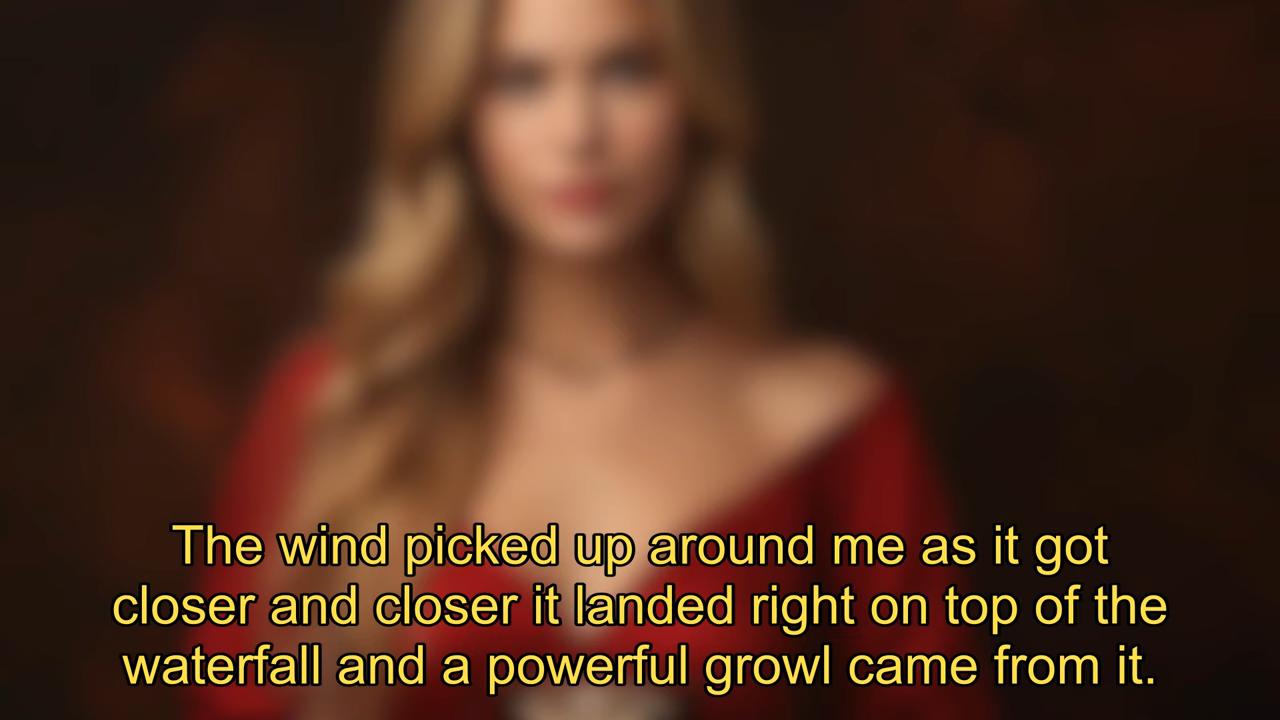 The wind picked up around me as it got
closer and closer it landed right on top of the
waterfall and a powerful growl came from it.